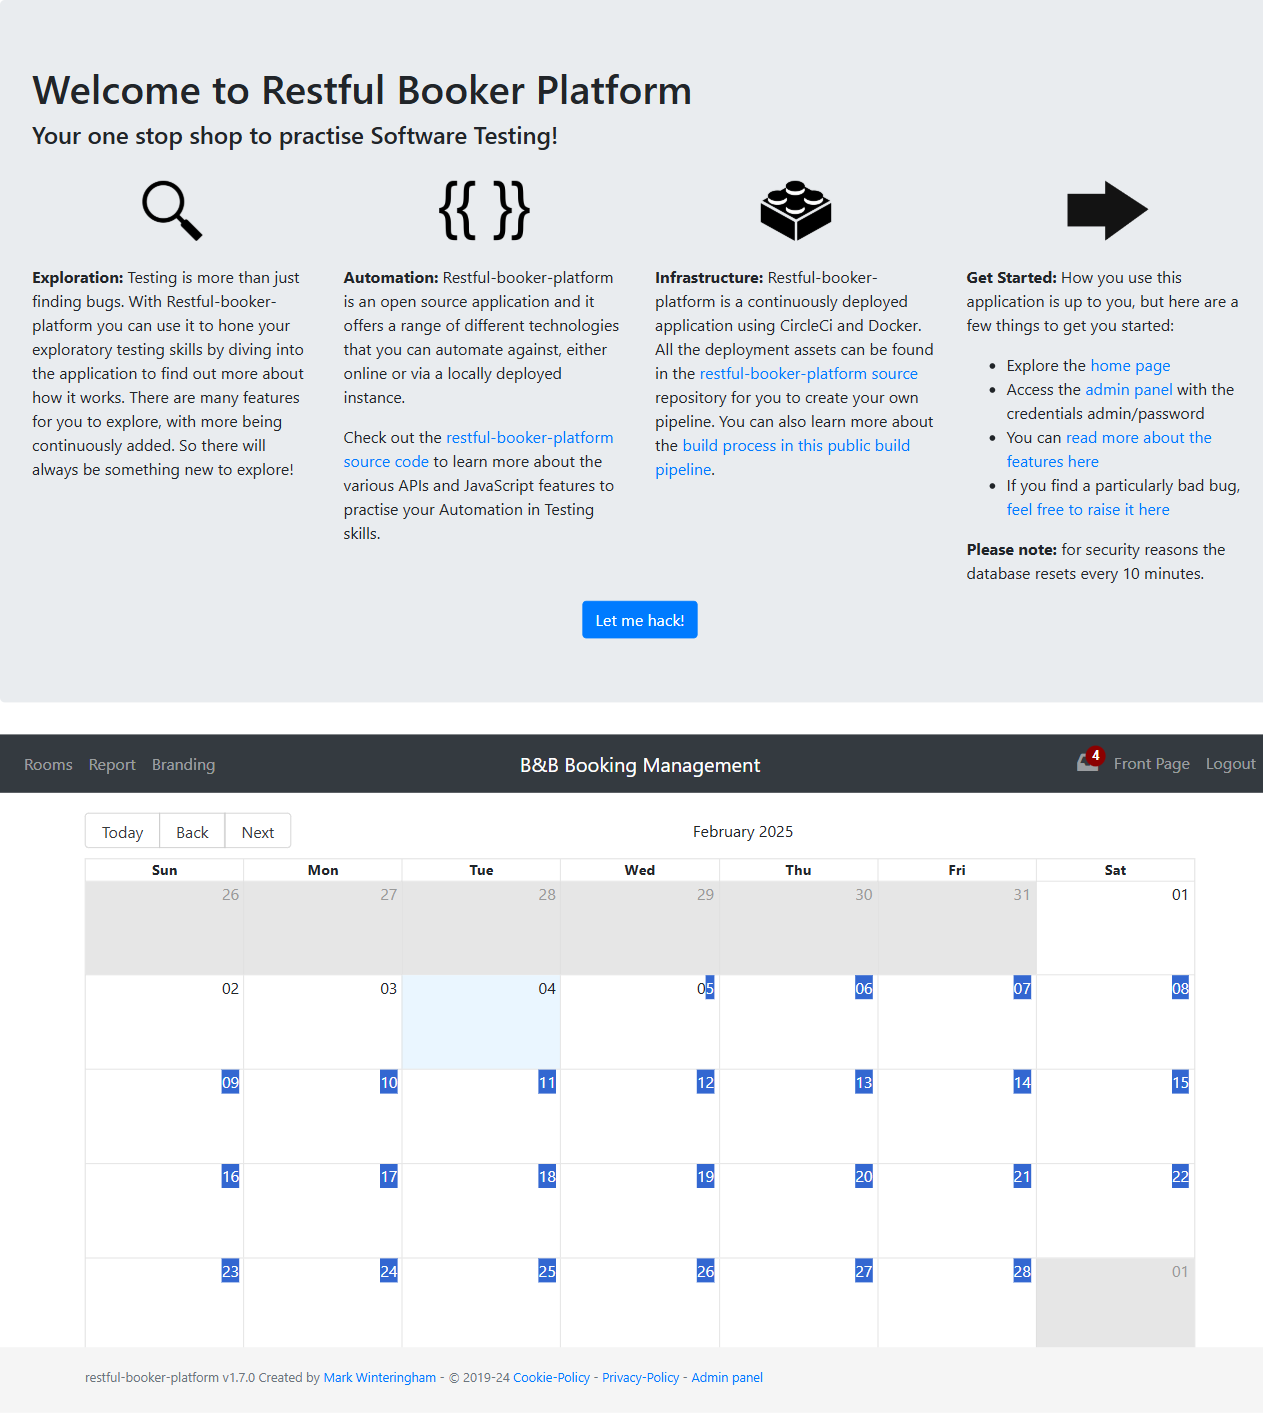 Welcome to Restful Booker Platform
Your one stop shop to practise Software Testing!
{{ }}
Exploration: Testing is more than just
finding bugs. With Restful-booker-
platform you can use it to hone your
exploratory testing skills by diving into
the application to find out more about
how it works. There are many features
for you to explore, with more being
continuously added. So there will
always be something new to explore!
Automation: Restful-booker-platform
is an open source application and it
offers a range of different technologies
that you can automate against, either
online or via a locally deployed
instance.
Check out the restful-booker-platform
source code to learn more about the
various APIs and JavaScript features to
practise your Automation in Testing
skills.
Infrastructure: Restful-booker-
platform is a continuously deployed
application using CircleCi and Docker.
All the deployment assets can be found
in the restful-booker-platform source
repository for you to create your own
pipeline. You can also learn more about
the build process in this public build
pipeline.
Get Started: How you use this
application is up to you, but here are a
few things to get you started:
• Explore the home page
• Access the admin panel with the
credentials admin/password
• You can read more about the
features here
• If you find a particularly bad bug,
feel free to raise it here
Please note: for security reasons the
database resets every 10 minutes.
Let me hack!
Rooms Report Branding B&B Booking Management 4 Front Page Logout
Today Back Next February 2025
Sun Mon Tue Wed Thu Fri Sat
26 27 28 29 30 31 01
02 03 04 05 06 07 08
09 10 11 12 13 14 15
16 17 18 19 20 21 22
23 24 25 26 27 28 01
restful-booker-platform v1.7.0 Created by Mark Winteringham - © 2019-24 Cookie-Policy - Privacy-Policy - Admin panel